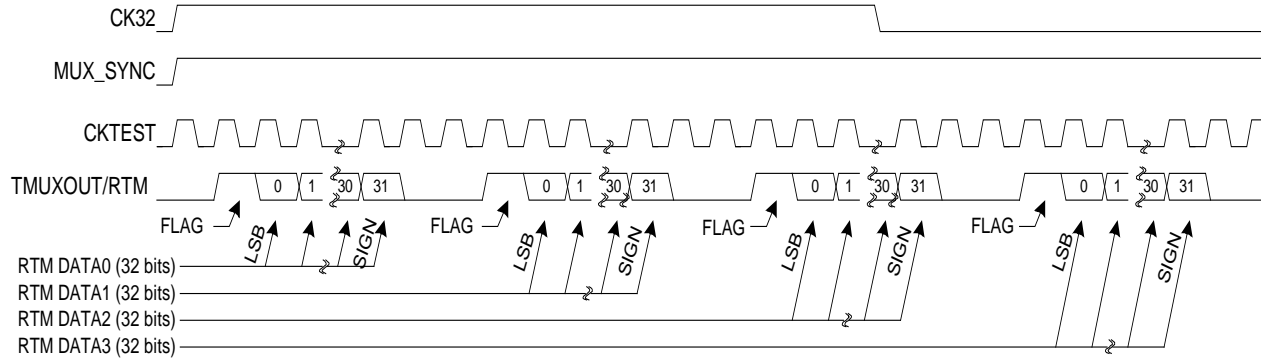 CK32
MUX_SYNC
CKTEST
TMUXOUT/RTM 0 1 30 31 0 1 30 31 0 1 30 31 0 1 30 31
FLAG FLAG FLAG FLAG
LSB SIGN LSB SIGN LSB SIGN LSB SIGN
RTM DATA0 (32 bits)
RTM DATA1 (32 bits)
RTM DATA2 (32 bits)
RTM DATA3 (32 bits)